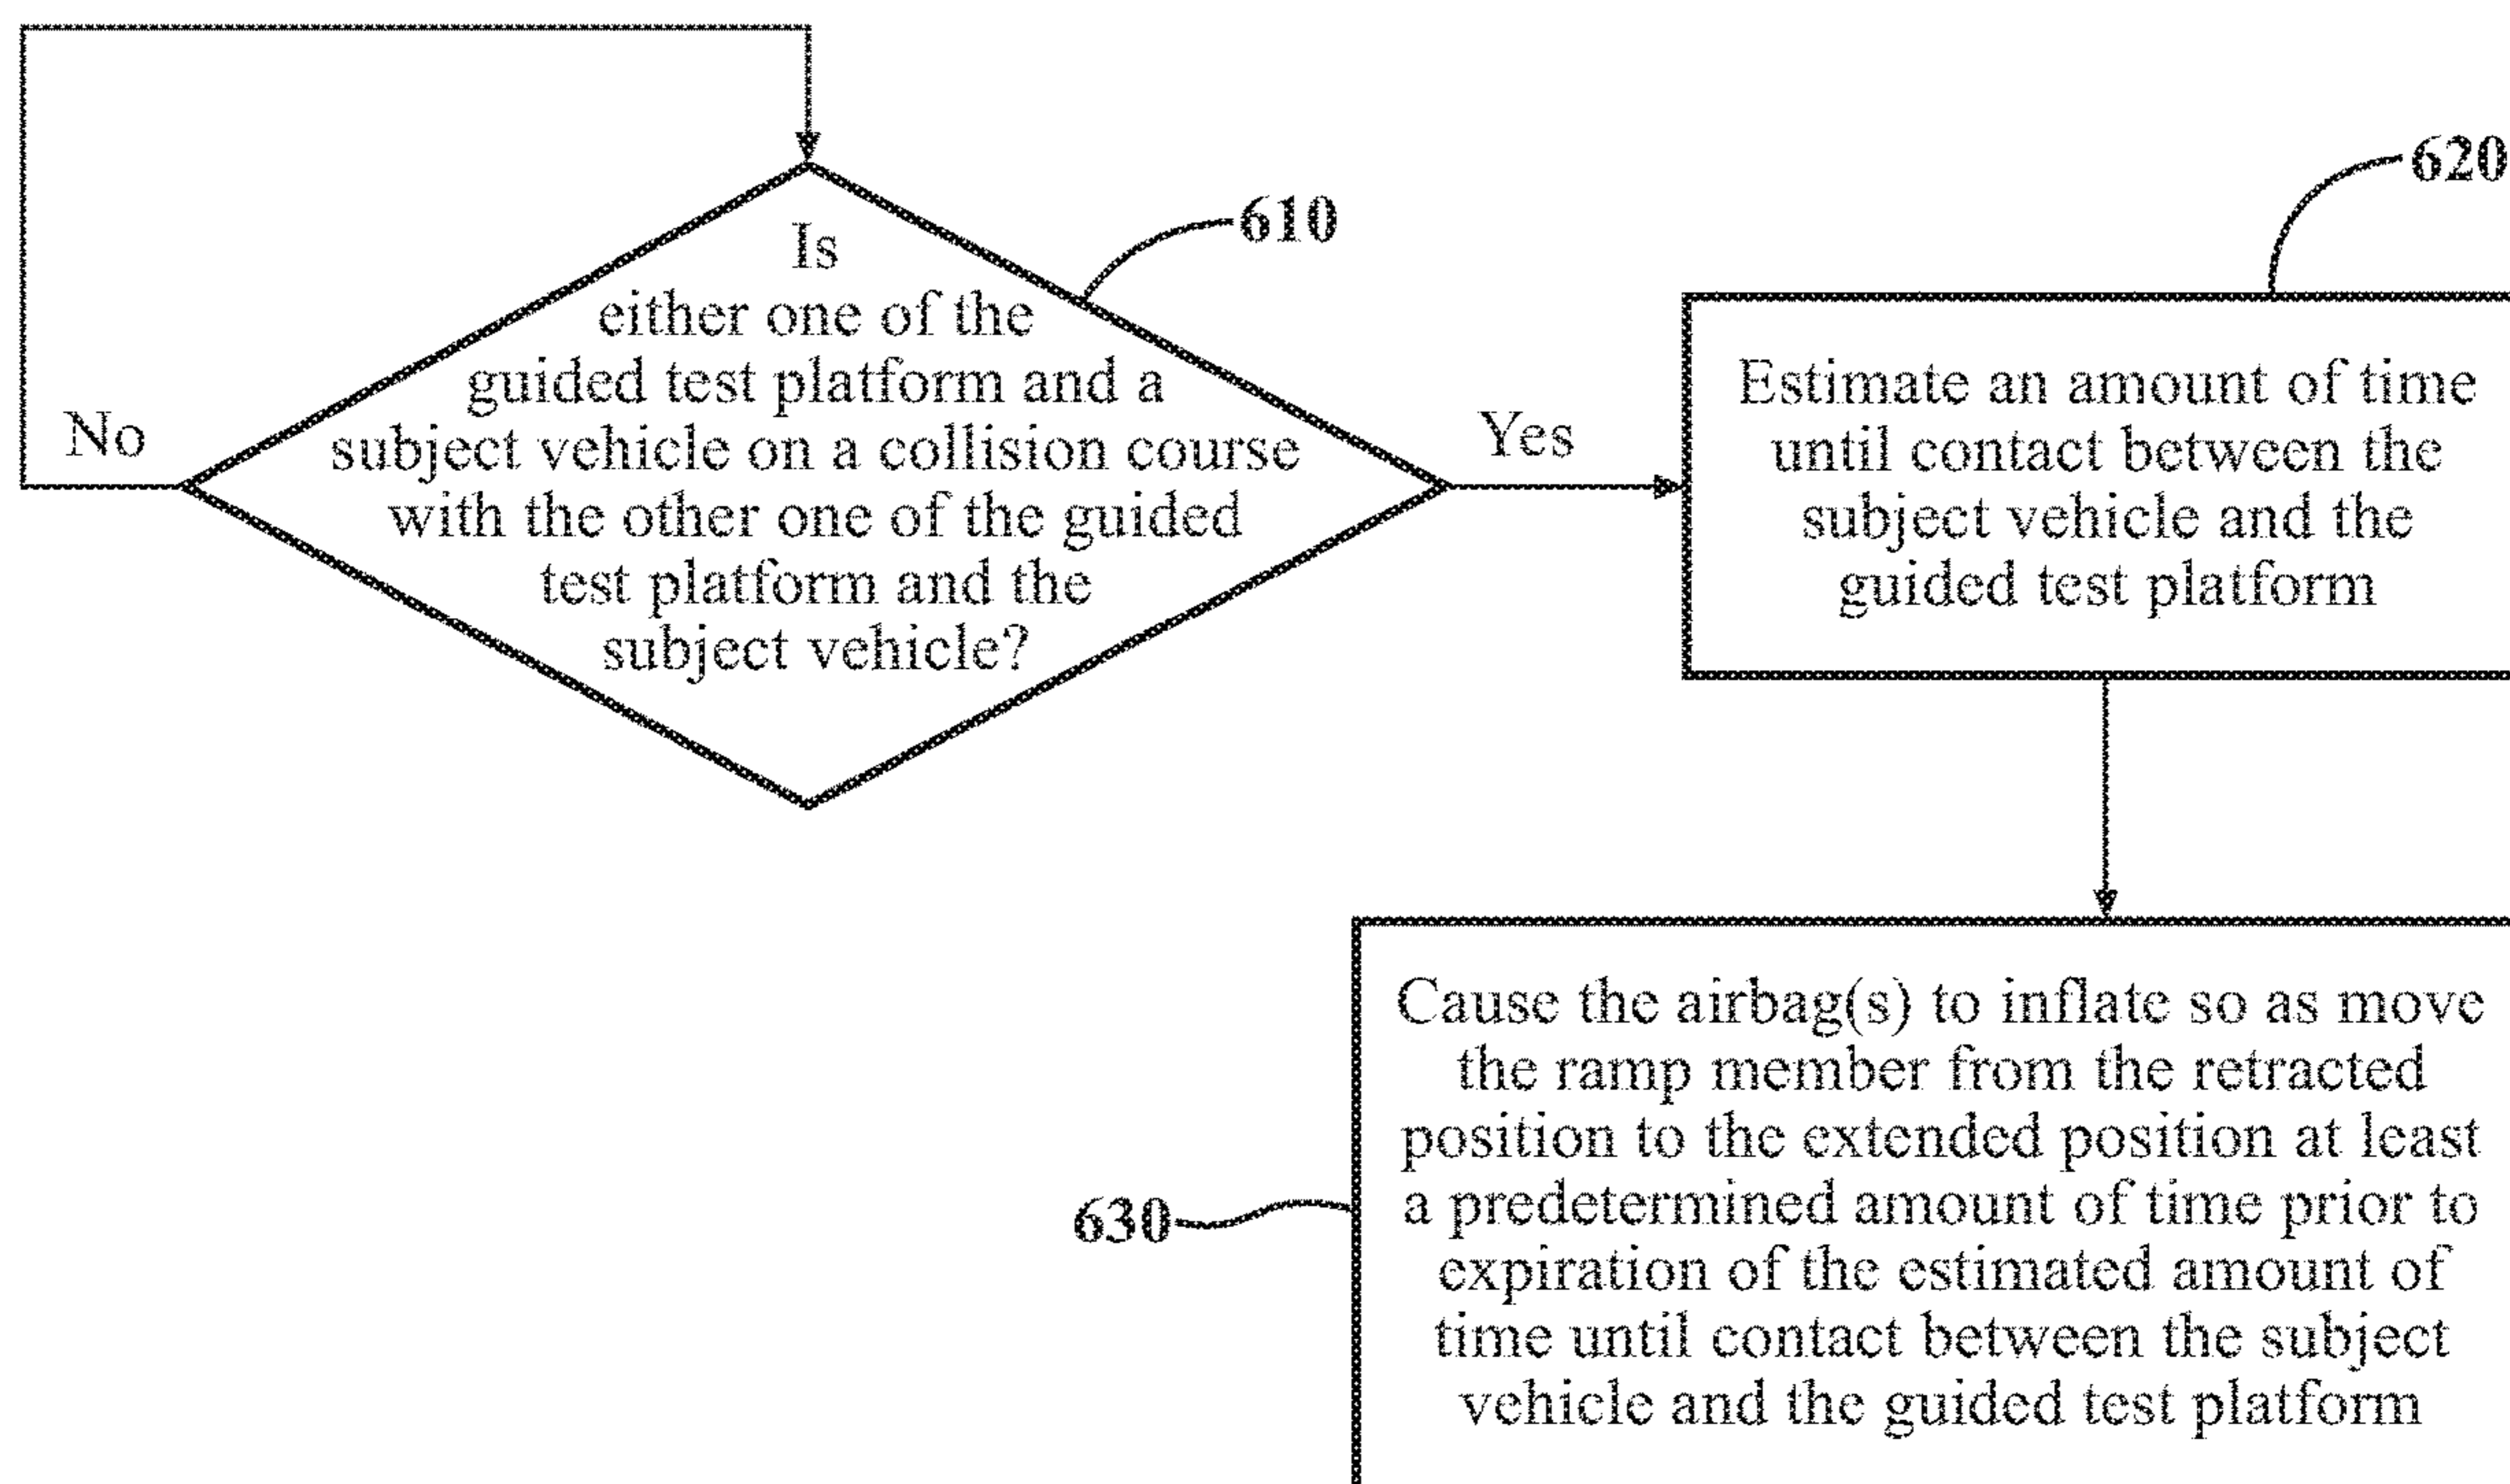 610
Is
either one of the
guided test platform and a
subject vehicle on a collision course
with the other one of the guided
test platform and the
subject vehicle?
No
Yes
620
Estimate an amount of time
until contact between the
subject vehicle and the
guided test platform
630
Cause the airbag(s) to inflate so as move
the ramp member from the retracted
position to the extended position at least
a predetermined amount of time prior to
expiration of the estimated amount of
time until contact between the subject
vehicle and the guided test platform